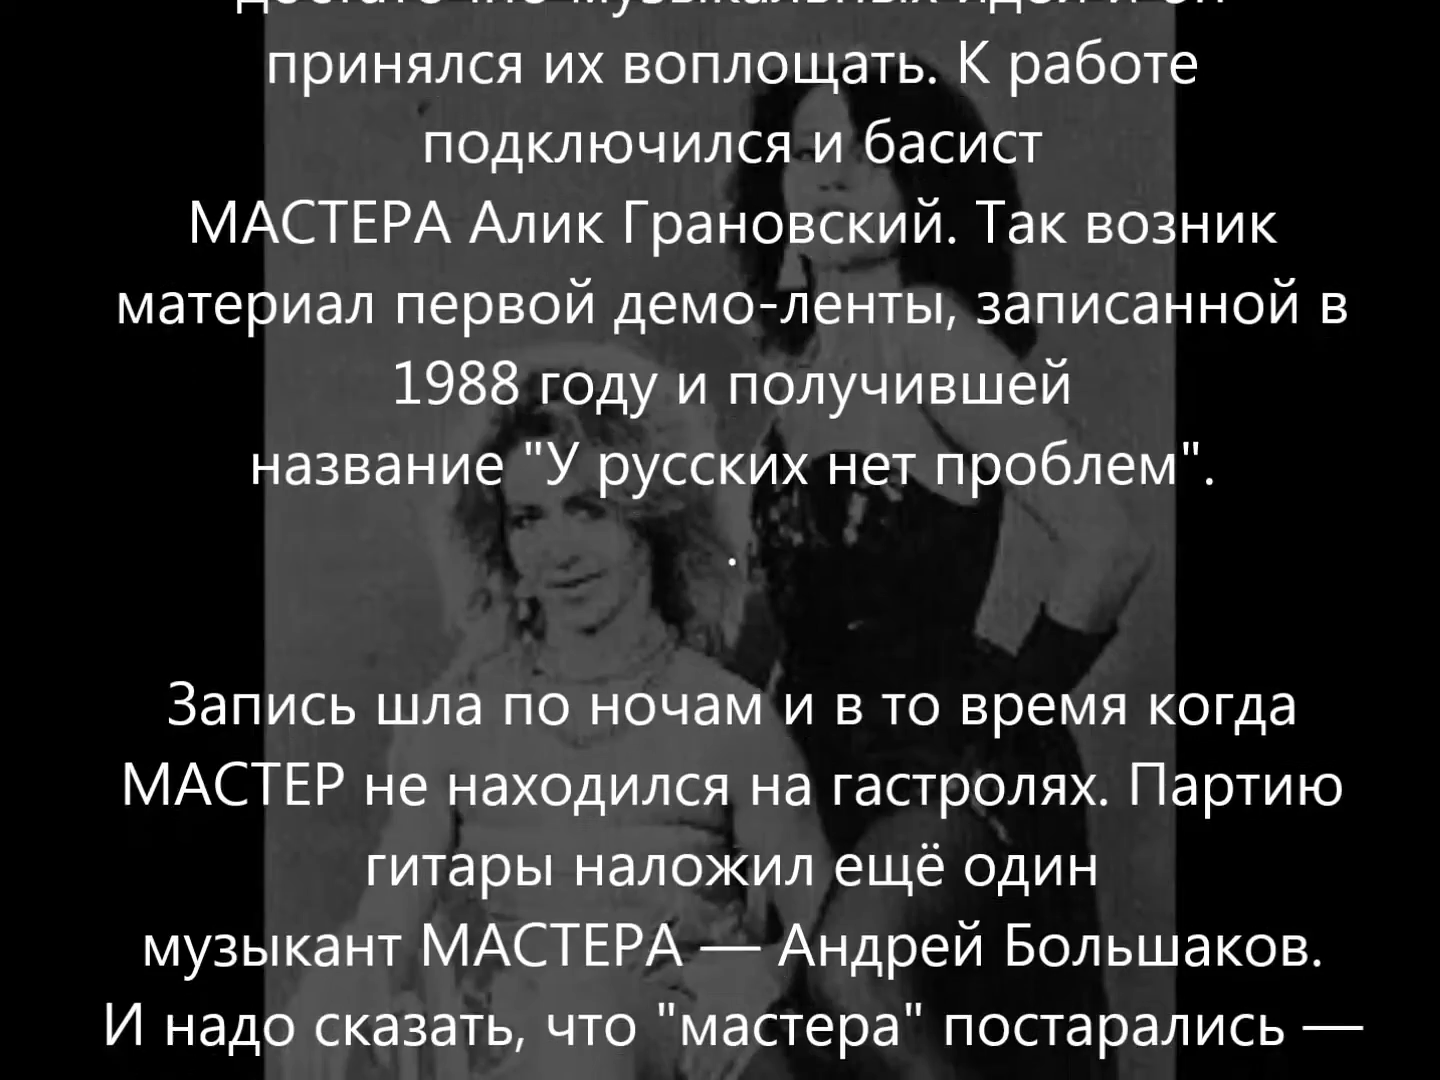 принялся их воплощать. К работе
подключился и басист
МАСТЕРА Алик Грановский. Так возник
материал первой демо-ленты, записанной в
1988 году и получившей
название "У русских нет проблем".
.
Запись шла по ночам и в то время когда
МАСТЕР не находился на гастролях. Партию
гитары наложил ещё один
музыкант МАСТЕРА — Андрей Большаков.
И надо сказать, что "мастера" постарались —